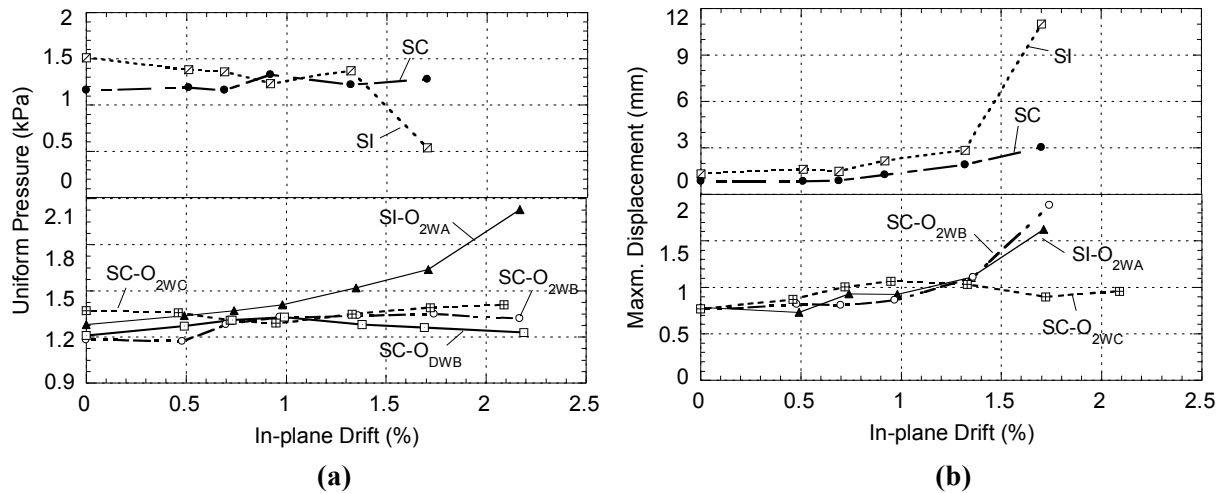 2
1.5
1
0.5
0
SC
SI
Uniform Pressure (kPa)
2.1
1.8
1.5
1.2
0.9
SI-O2WA
SC-O2WC
SC-O2WB
SC-ODWB
0 0.5 1 1.5 2 2.5
In-plane Drift (%)
(a)
12
9
6
3
0
SI
SC
Maxm. Displacement (mm)
2
1.5
1
0.5
0
SC-O2WB
SI-O2WA
SC-O2WC
0 0.5 1 1.5 2 2.5
In-plane Drift (%)
(b)